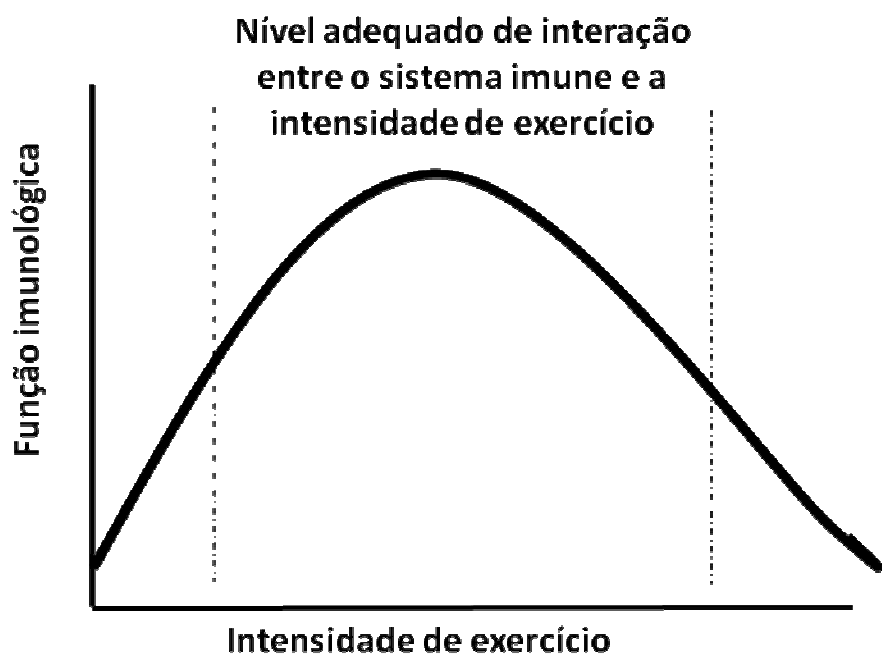 Nível adequado de interação
entre o sistema imune e a
intensidade de exercício
Função imunológica
Intensidade de exercício